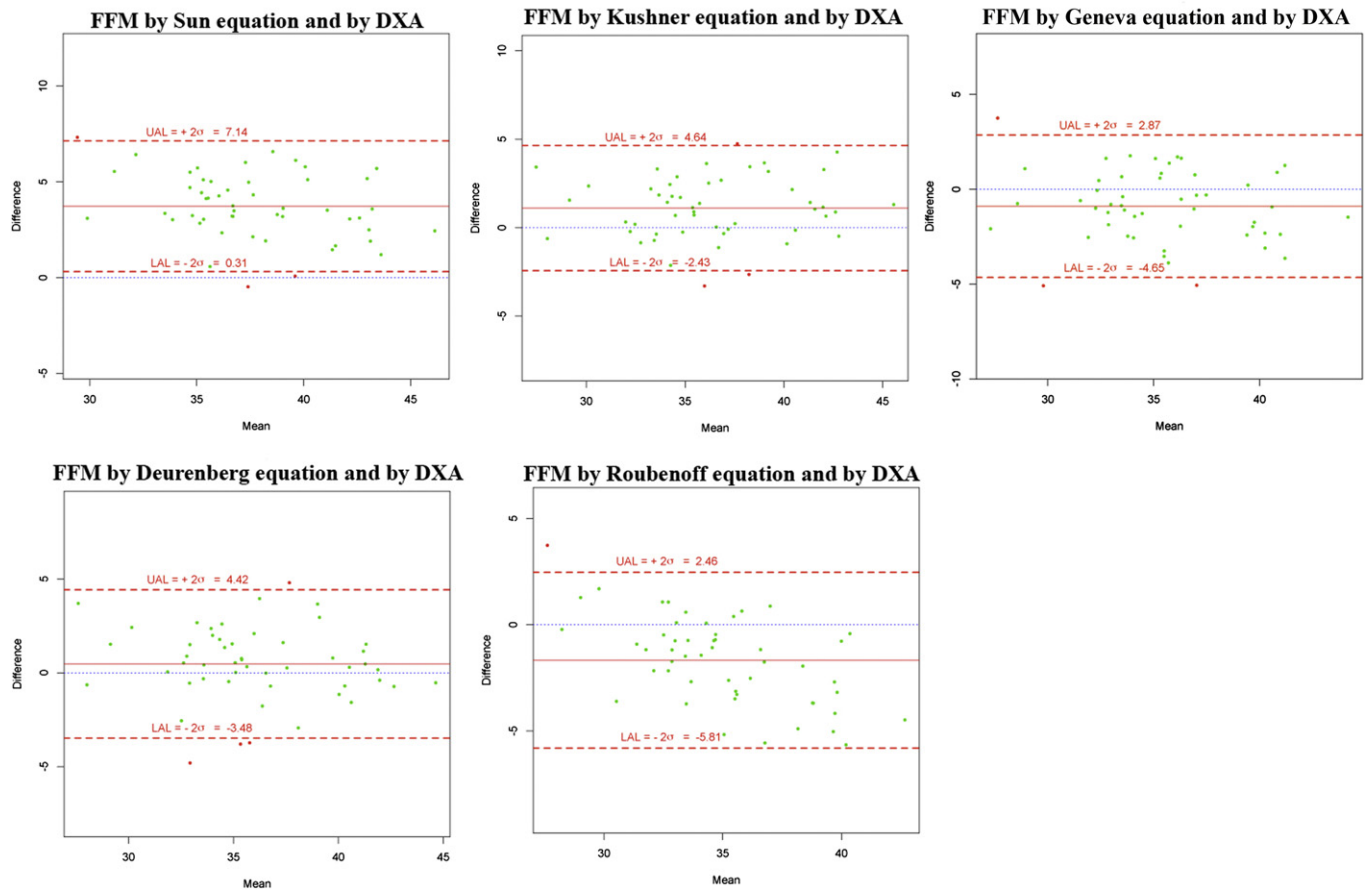 FFM by Sun equation and by DXA
10
5
0
-5
Difference
UAL = + 2σ = 7.14
LAL = - 2σ = 0.31
30
35
40
45
Mean
FFM by Kushner equation and by DXA
10
5
0
-5
Difference
UAL = + 2σ = 4.64
LAL = - 2σ = -2.43
30
35
40
45
Mean
FFM by Geneva equation and by DXA
5
0
-5
-10
Difference
UAL = + 2σ = 2.87
LAL = - 2σ = -4.65
30
35
40
Mean
FFM by Deurenberg equation and by DXA
5
0
-5
Difference
UAL = + 2σ = 4.42
LAL = - 2σ = -3.48
30
35
40
45
Mean
FFM by Roubenoff equation and by DXA
5
0
-5
Difference
UAL = + 2σ = 2.46
LAL = - 2σ = -5.81
30
35
40
Mean